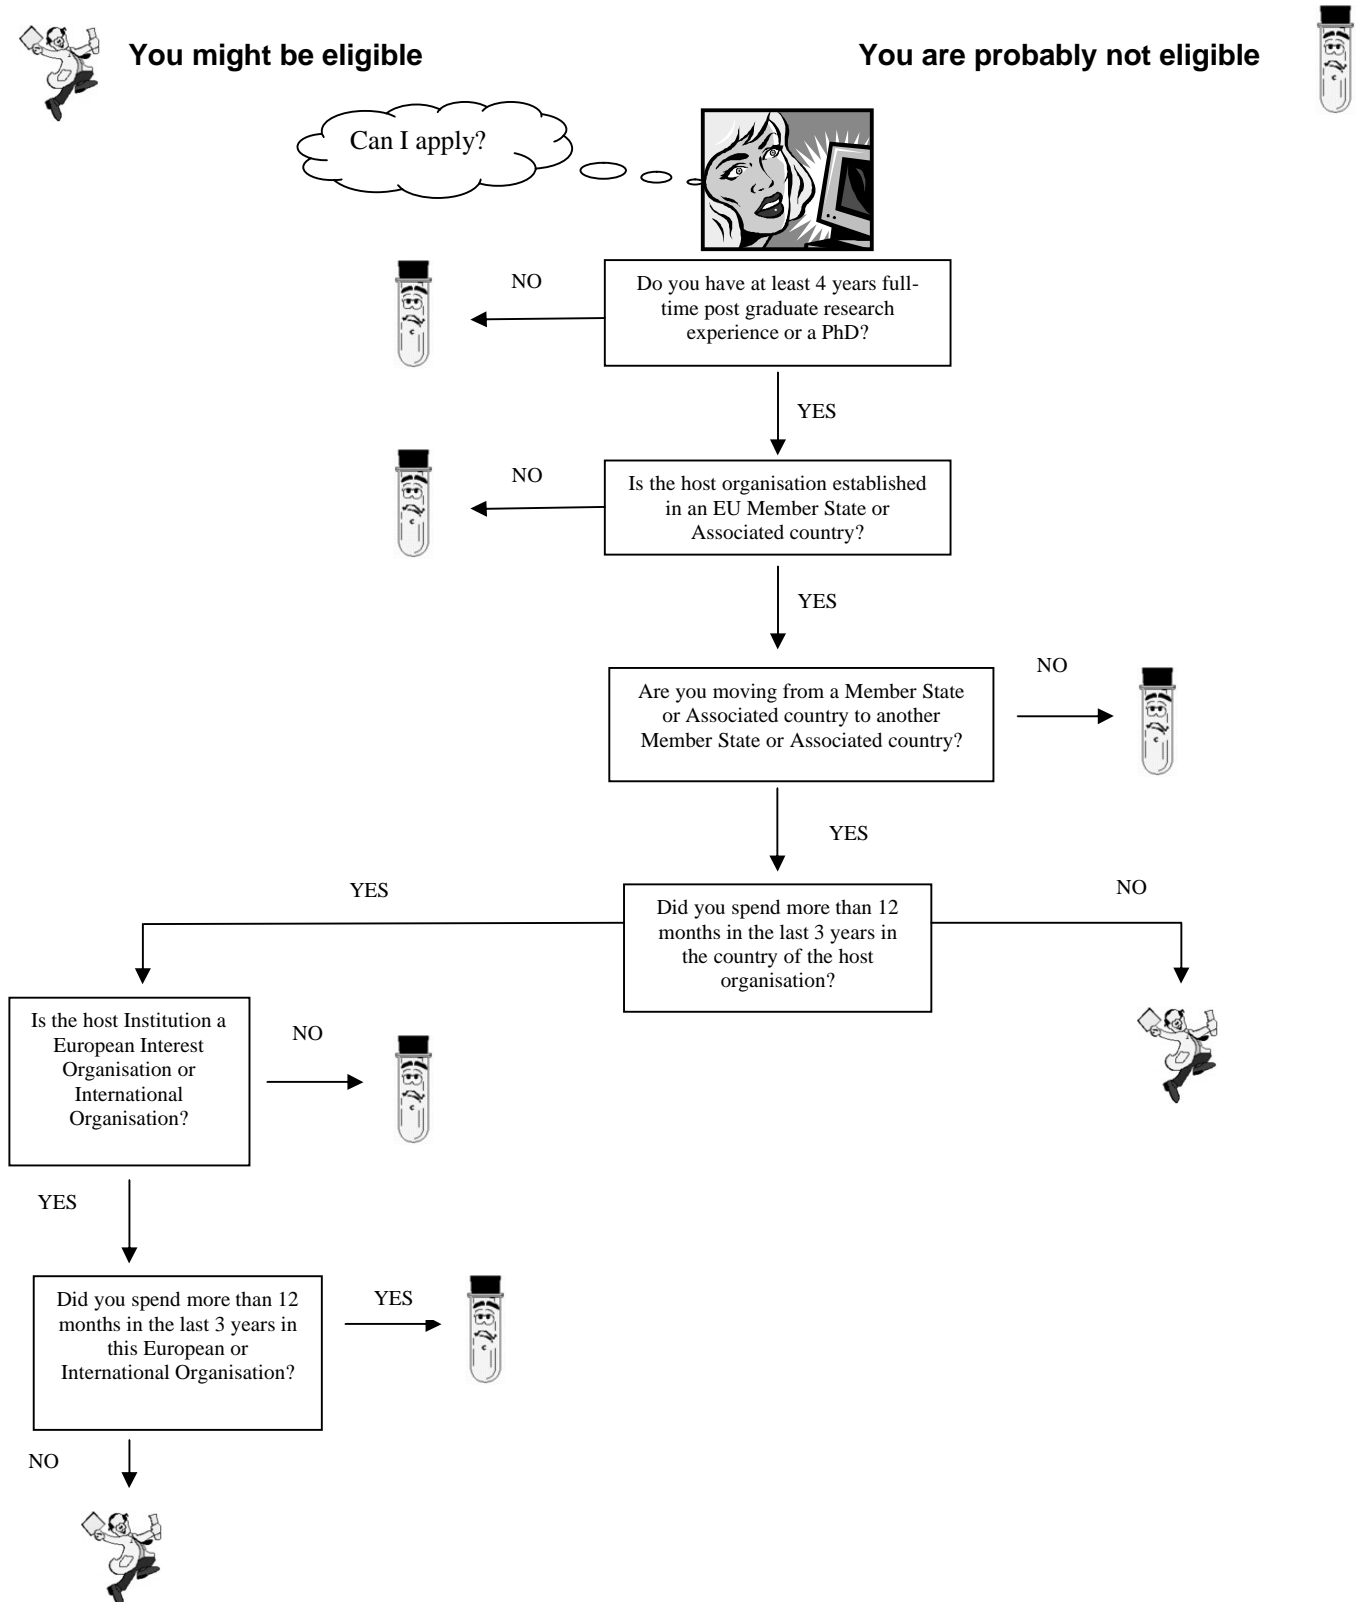 You might be eligible
You are probably not eligible
Can I apply?
NO
Do you have at least 4 years full-
time post graduate research
experience or a PhD?
YES
NO
Is the host organisation established
in an EU Member State or
Associated country?
YES
Are you moving from a Member State
or Associated country to another
Member State or Associated country?
NO
YES
YES
Did you spend more than 12
months in the last 3 years in
the country of the host
organisation?
NO
Is the host Institution a
European Interest
Organisation or
International
Organisation?
NO
YES
Did you spend more than 12
months in the last 3 years in
this European or
International Organisation?
YES
NO